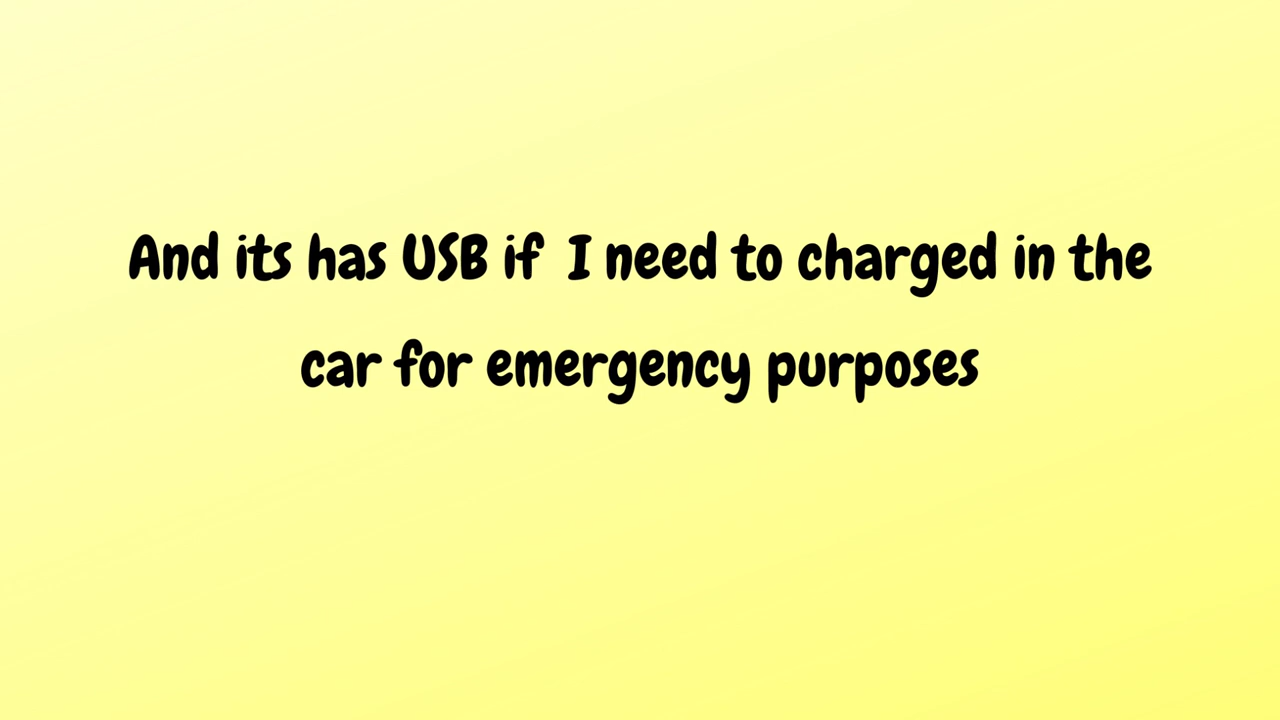 And its has USB if I need to charged in the
car for emergency purposes